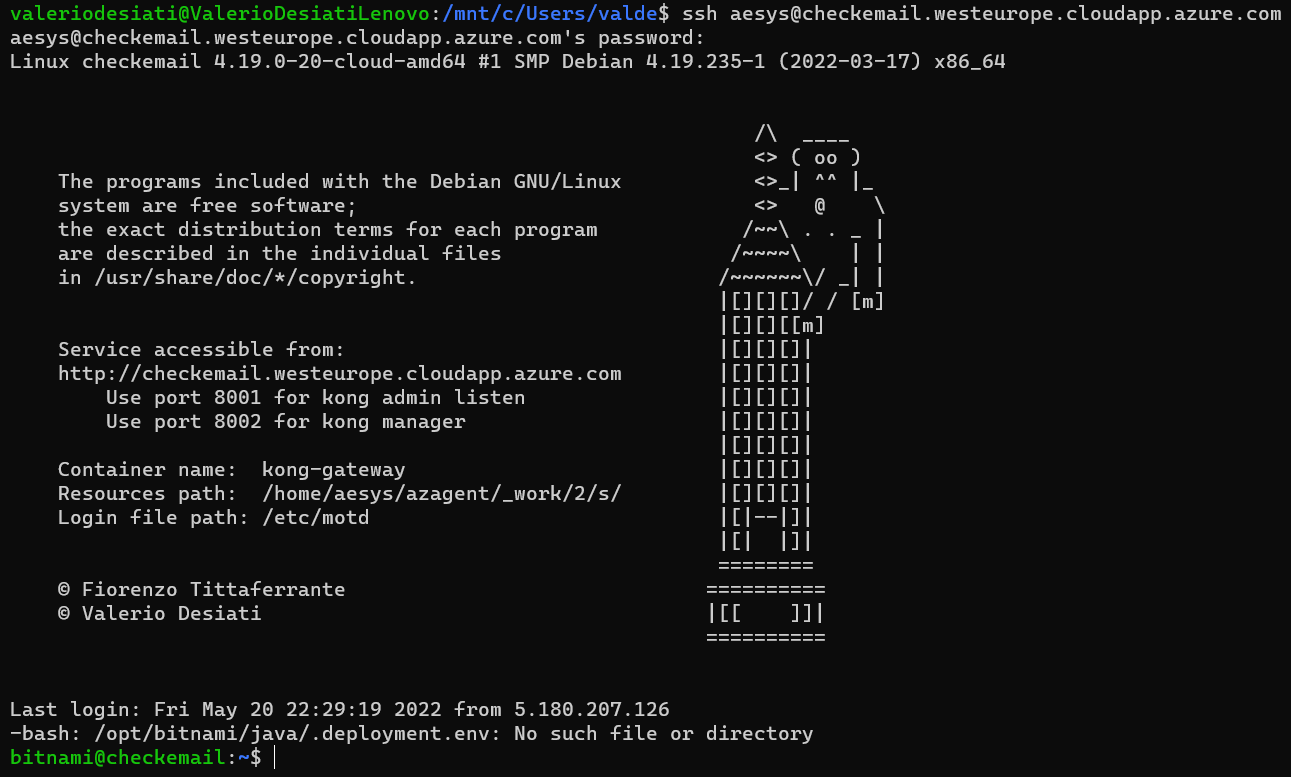 valeriodesiati@ValerioDesiatiLenovo:/mnt/c/Users/valde$ ssh aesys@checkemail.westeurope.cloudapp.azure.com
aesys@checkemail.westeurope.cloudapp.azure.com's password:
Linux checkemail 4.19.0-20-cloud-amd64 #1 SMP Debian 4.19.235-1 (2022-03-17) x86_64
                                                              /\  ____
                                                              <> ( oo )
    The programs included with the Debian GNU/Linux           <>_| ^^ |_
    system are free software;                                 <>   @    \
    the exact distribution terms for each program            /~~\ . . _ |
    are described in the individual files                   /~~~~\    | |
    in /usr/share/doc/*/copyright.                         /~~~~~~\/ _| |
                                                           |[][][]/ / [m]
                                                           |[][][[m]
    Service accessible from:                               |[][][]|
    http://checkemail.westeurope.cloudapp.azure.com        |[][][]|
        Use port 8001 for kong admin listen                |[][][]|
        Use port 8002 for kong manager                     |[][][]|
                                                           |[][][]|
    Container name:  kong-gateway                          |[][][]|
    Resources path:  /home/aesys/azagent/_work/2/s/        |[][][]|
    Login file path: /etc/motd                             |[|--|]|
                                                           |[|  |]|
                                                           ========
    © Fiorenzo Tittaferrante                              ==========
    © Valerio Desiati                                     |[[    ]]|
                                                          ==========
Last login: Fri May 20 22:29:19 2022 from 5.180.207.126
-bash: /opt/bitnami/java/.deployment.env: No such file or directory
bitnami@checkemail:~$